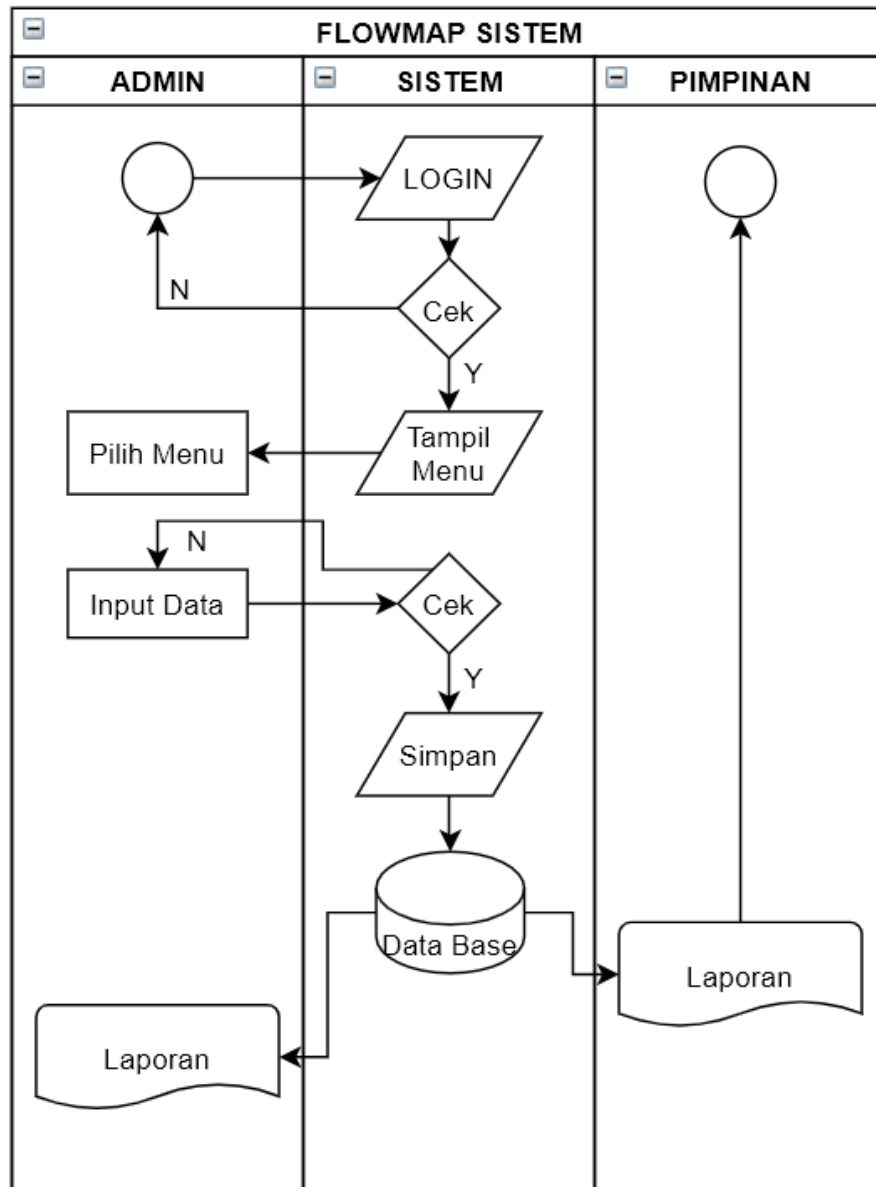 FLOWMAP SISTEM
ADMIN
SISTEM
PIMPINAN
LOGIN
N
Cek
Y
Pilih Menu
Tampil
Menu
N
Input Data
Cek
Y
Simpan
Data Base
Laporan
Laporan